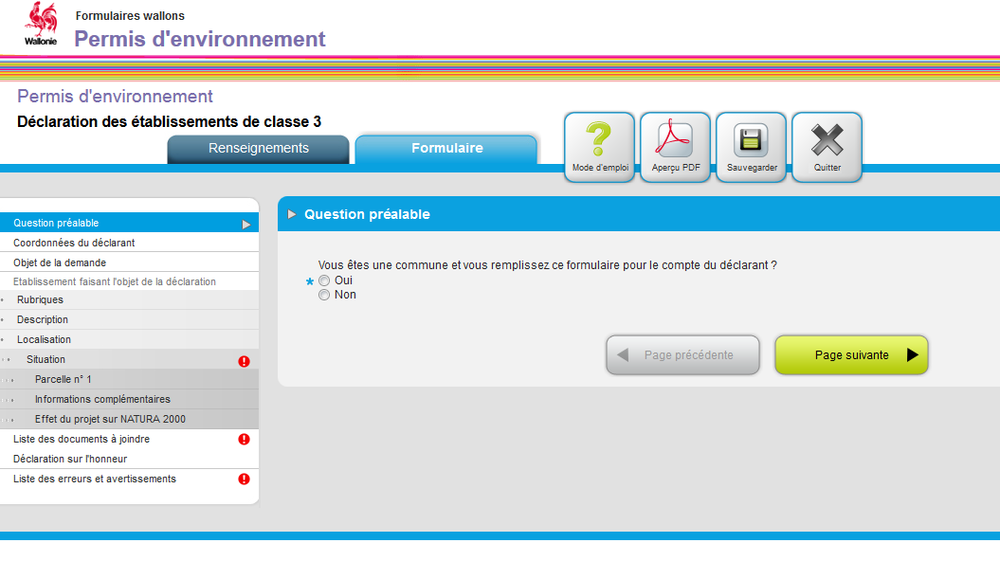 Formulaires wallons
Wallonie
Permis d'environnement
Permis d'environnement
Déclaration des établissements de classe 3
Renseignements
Formulaire
Mode d'emploi
Aperçu PDF
Sauvegarder
Quitter
Question préalable
Coordonnées du déclarant
Objet de la demande
Etablissement faisant l'objet de la déclaration
Rubriques
Description
Localisation
Situation
Parcelle n° 1
Informations complémentaires
Effet du projet sur NATURA 2000
Liste des documents à joindre
Déclaration sur l'honneur
Liste des erreurs et avertissements
Question préalable
Vous êtes une commune et vous remplissez ce formulaire pour le compte du déclarant ?
* Oui
Non
Page précédente
Page suivante